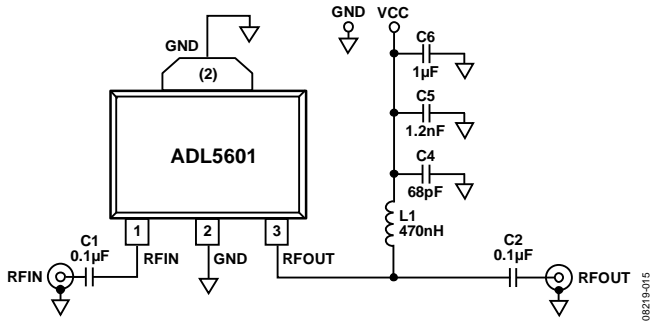 GND VCC
GND
C6
1µF
(2)
C5
1.2nF
ADL5601
C4
68pF
L1
470nH
1 2 3
C1
0.1µF
RFIN
RFIN GND RFOUT
C2
0.1µF
RFOUT
08219-015